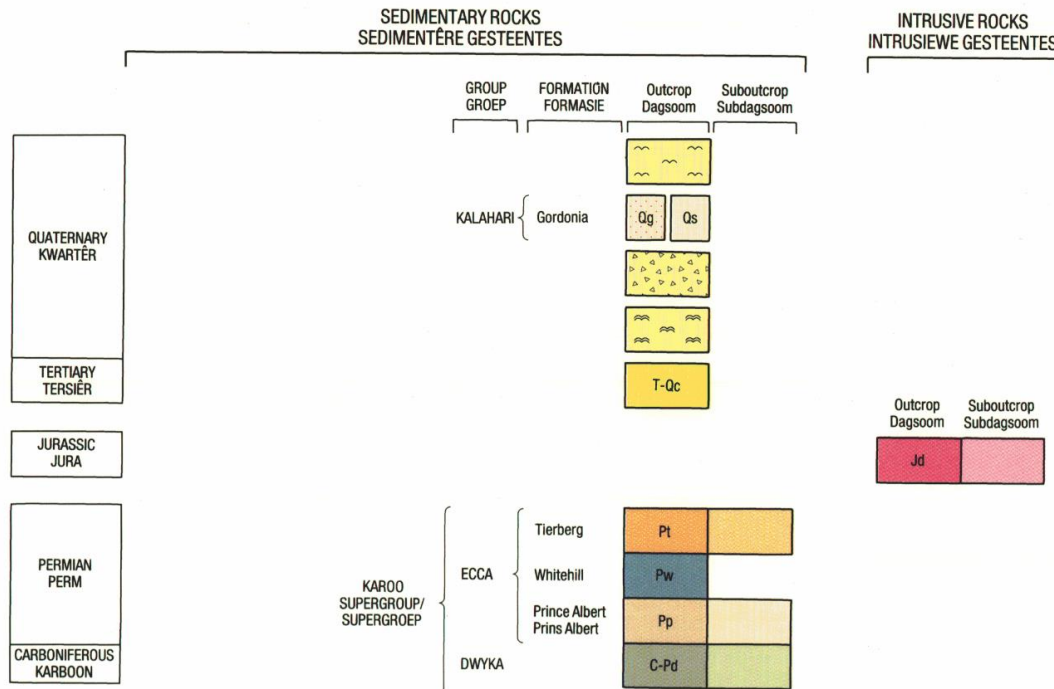 SEDIMENTARY ROCKS
SEDIMENTÊRE GESTEENTES
INTRUSIVE ROCKS
INTRUSIEWE GESTEENTES
GROUP
GROEP
FORMATION
FORMASIE
Outcrop
Dagsoom
Suboutcrop
Subdagsoom
QUATERNARY
KWARTÊR
KALAHARI
Gordonia
Qg
Qs
TERTIARY
TERSIÊR
T-Qc
Outcrop
Dagsoom
Suboutcrop
Subdagsoom
JURASSIC
JURA
Jd
PERMIAN
PERM
KAROO
SUPERGROUP/
SUPERGROEP
ECCA
Tierberg
Pt
Whitehill
Pw
Prince Albert
Prins Albert
Pp
CARBONIFEROUS
KARBOON
DWYKA
C-Pd